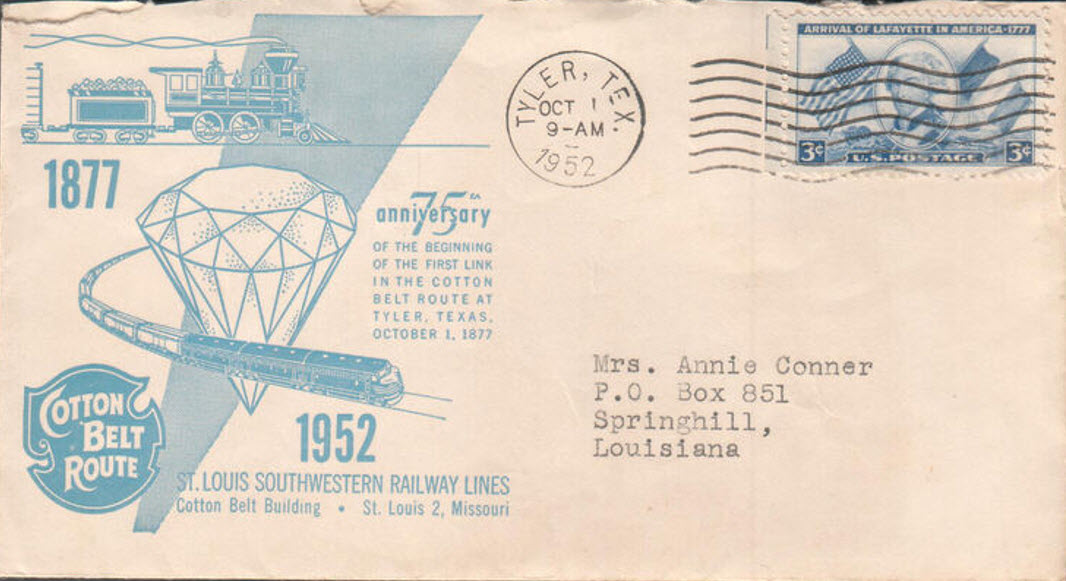 1877
75th
anniversary
OF THE BEGINNING
OF THE FIRST LINK
IN THE COTTON
BELT ROUTE AT
TYLER, TEXAS,
OCTOBER 1, 1877
COTTON
BELT
ROUTE
1952
ST. LOUIS SOUTHWESTERN RAILWAY LINES
Cotton Belt Building • St. Louis 2, Missouri
TYLER, TEX.
OCT 1
9-AM
1952
ARRIVAL OF LAFAYETTE IN AMERICA-1777
3¢ U.S. POSTAGE 3¢
Mrs. Annie Conner
P.O. Box 851
Springhill,
Louisiana